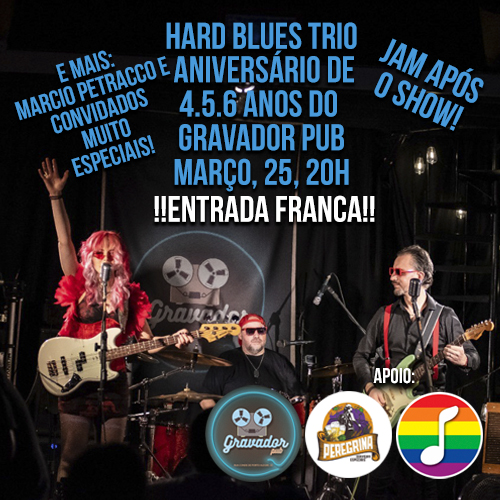 HARD BLUES TRIO
ANIVERSÁRIO DE
4.5.6 ANOS DO
GRAVADOR PUB
MARÇO, 25, 20H
!!ENTRADA FRANCA!!
E MAIS:
MARCIO PETRACCO E
CONVIDADOS
MUITO
ESPECIAIS!
JAM APÓS
O SHOW!
Gravador
APOIO:
Gravador
pub
PEREGRINA